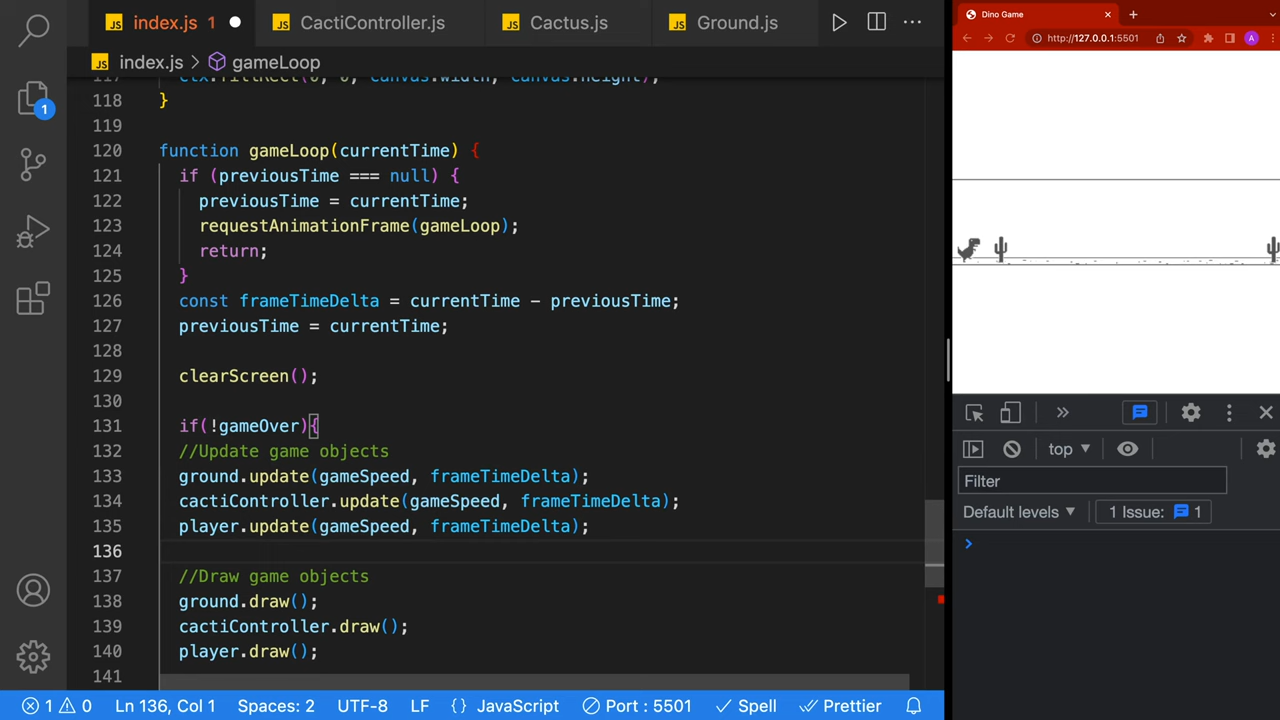 JS index.js 1 JS CactiController.js JS Cactus.js JS Ground.js
JS index.js > gameLoop
117 ctx.fillRect(0, 0, canvas.width, canvas.height);
118 }
119
120 function gameLoop(currentTime) {
121 if (previousTime === null) {
122 previousTime = currentTime;
123 requestAnimationFrame(gameLoop);
124 return;
125 }
126 const frameTimeDelta = currentTime - previousTime;
127 previousTime = currentTime;
128
129 clearScreen();
130
131 if(!gameOver){
132 //Update game objects
133 ground.update(gameSpeed, frameTimeDelta);
134 cactiController.update(gameSpeed, frameTimeDelta);
135 player.update(gameSpeed, frameTimeDelta);
136
137 //Draw game objects
138 ground.draw();
139 cactiController.draw();
140 player.draw();
141
1
1 0 Ln 136, Col 1 Spaces: 2 UTF-8 LF {} JavaScript Port : 5501 Spell Prettier
Dino Game
http://127.0.0.1:5501 A
top
Filter
Default levels 1 Issue: 1